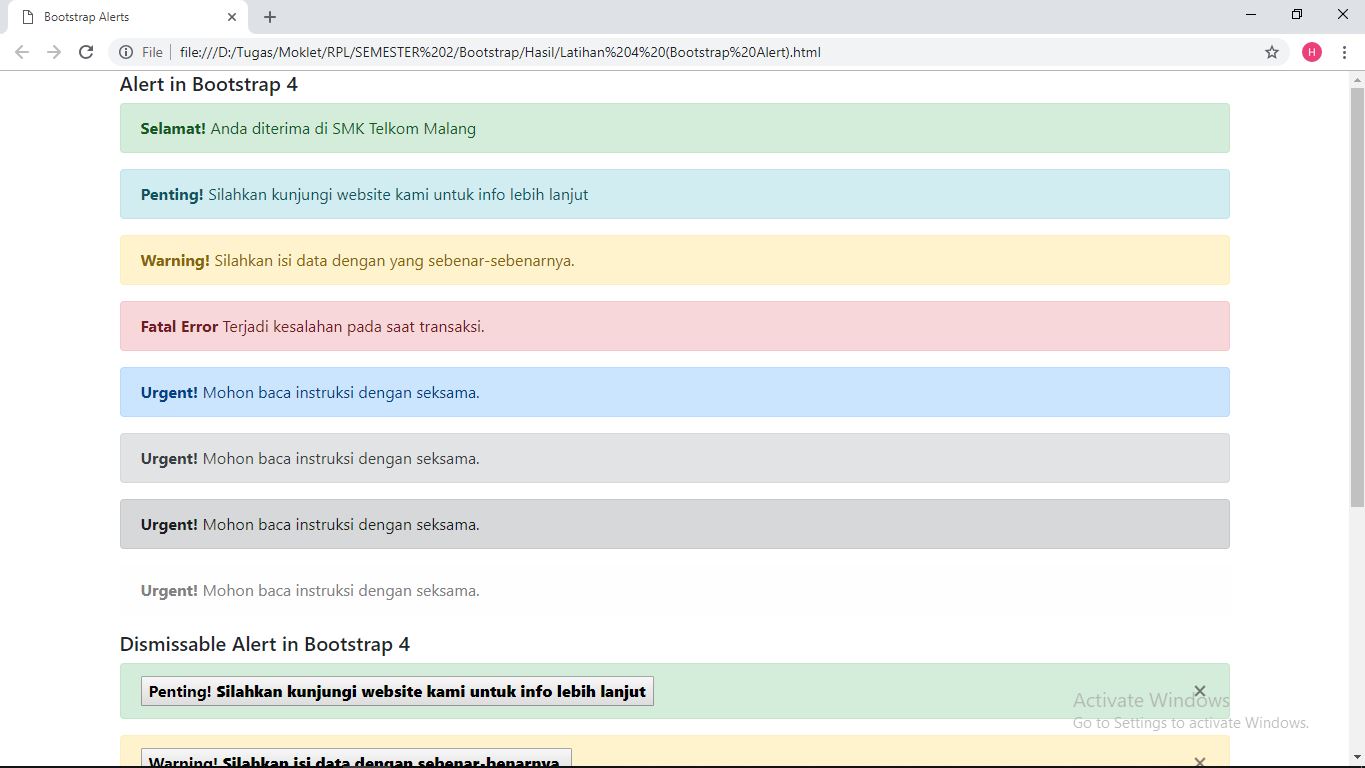 Bootstrap Alerts
File file:///D:/Tugas/Moklet/RPL/SEMESTER%202/Bootstrap/Hasil/Latihan%204%20(Bootstrap%20Alert).html
H
Alert in Bootstrap 4
Selamat! Anda diterima di SMK Telkom Malang
Penting! Silahkan kunjungi website kami untuk info lebih lanjut
Warning! Silahkan isi data dengan yang sebenar-sebenarnya.
Fatal Error Terjadi kesalahan pada saat transaksi.
Urgent! Mohon baca instruksi dengan seksama.
Urgent! Mohon baca instruksi dengan seksama.
Urgent! Mohon baca instruksi dengan seksama.
Urgent! Mohon baca instruksi dengan seksama.
Dismissable Alert in Bootstrap 4
Penting! Silahkan kunjungi website kami untuk info lebih lanjut ×
Activate Windows
Go to Settings to activate Windows.
Warning! Silahkan isi data dengan sebenar-benarnya. ×